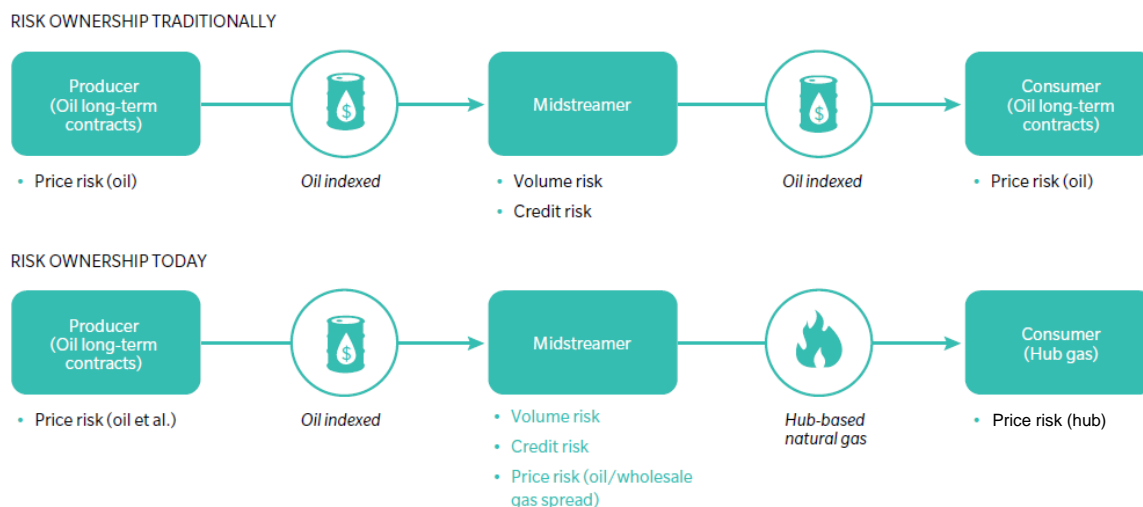 RISK OWNERSHIP TRADITIONALLY
Producer
(Oil long-term
contracts)
$
Midstreamer
$
Consumer
(Oil long-term
contracts)
• Price risk (oil)
Oil indexed
• Volume risk
• Credit risk
Oil indexed
• Price risk (oil)
RISK OWNERSHIP TODAY
Producer
(Oil long-term
contracts)
$
Midstreamer
Consumer
(Hub gas)
• Price risk (oil et al.)
Oil indexed
• Volume risk
• Credit risk
• Price risk (oil/wholesale
gas spread)
Hub-based
natural gas
• Price risk (hub)